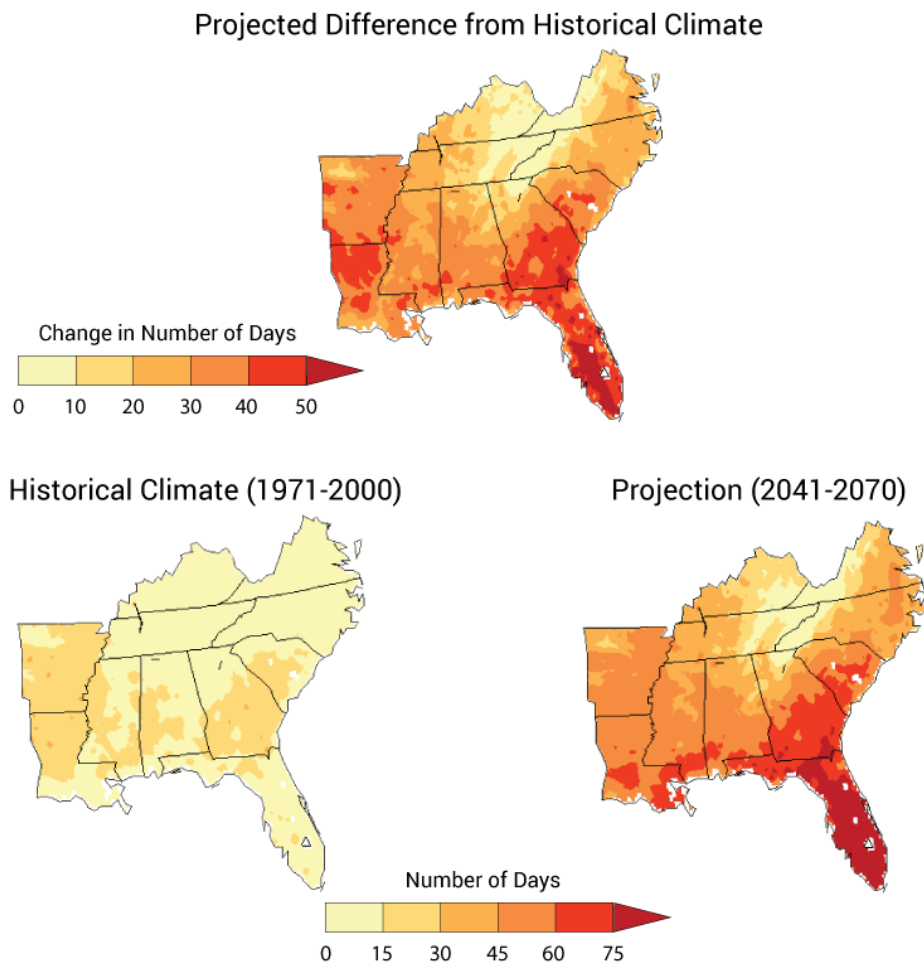 Projected Difference from Historical Climate
Change in Number of Days
0 10 20 30 40 50
Historical Climate (1971-2000)
Projection (2041-2070)
Number of Days
0 15 30 45 60 75